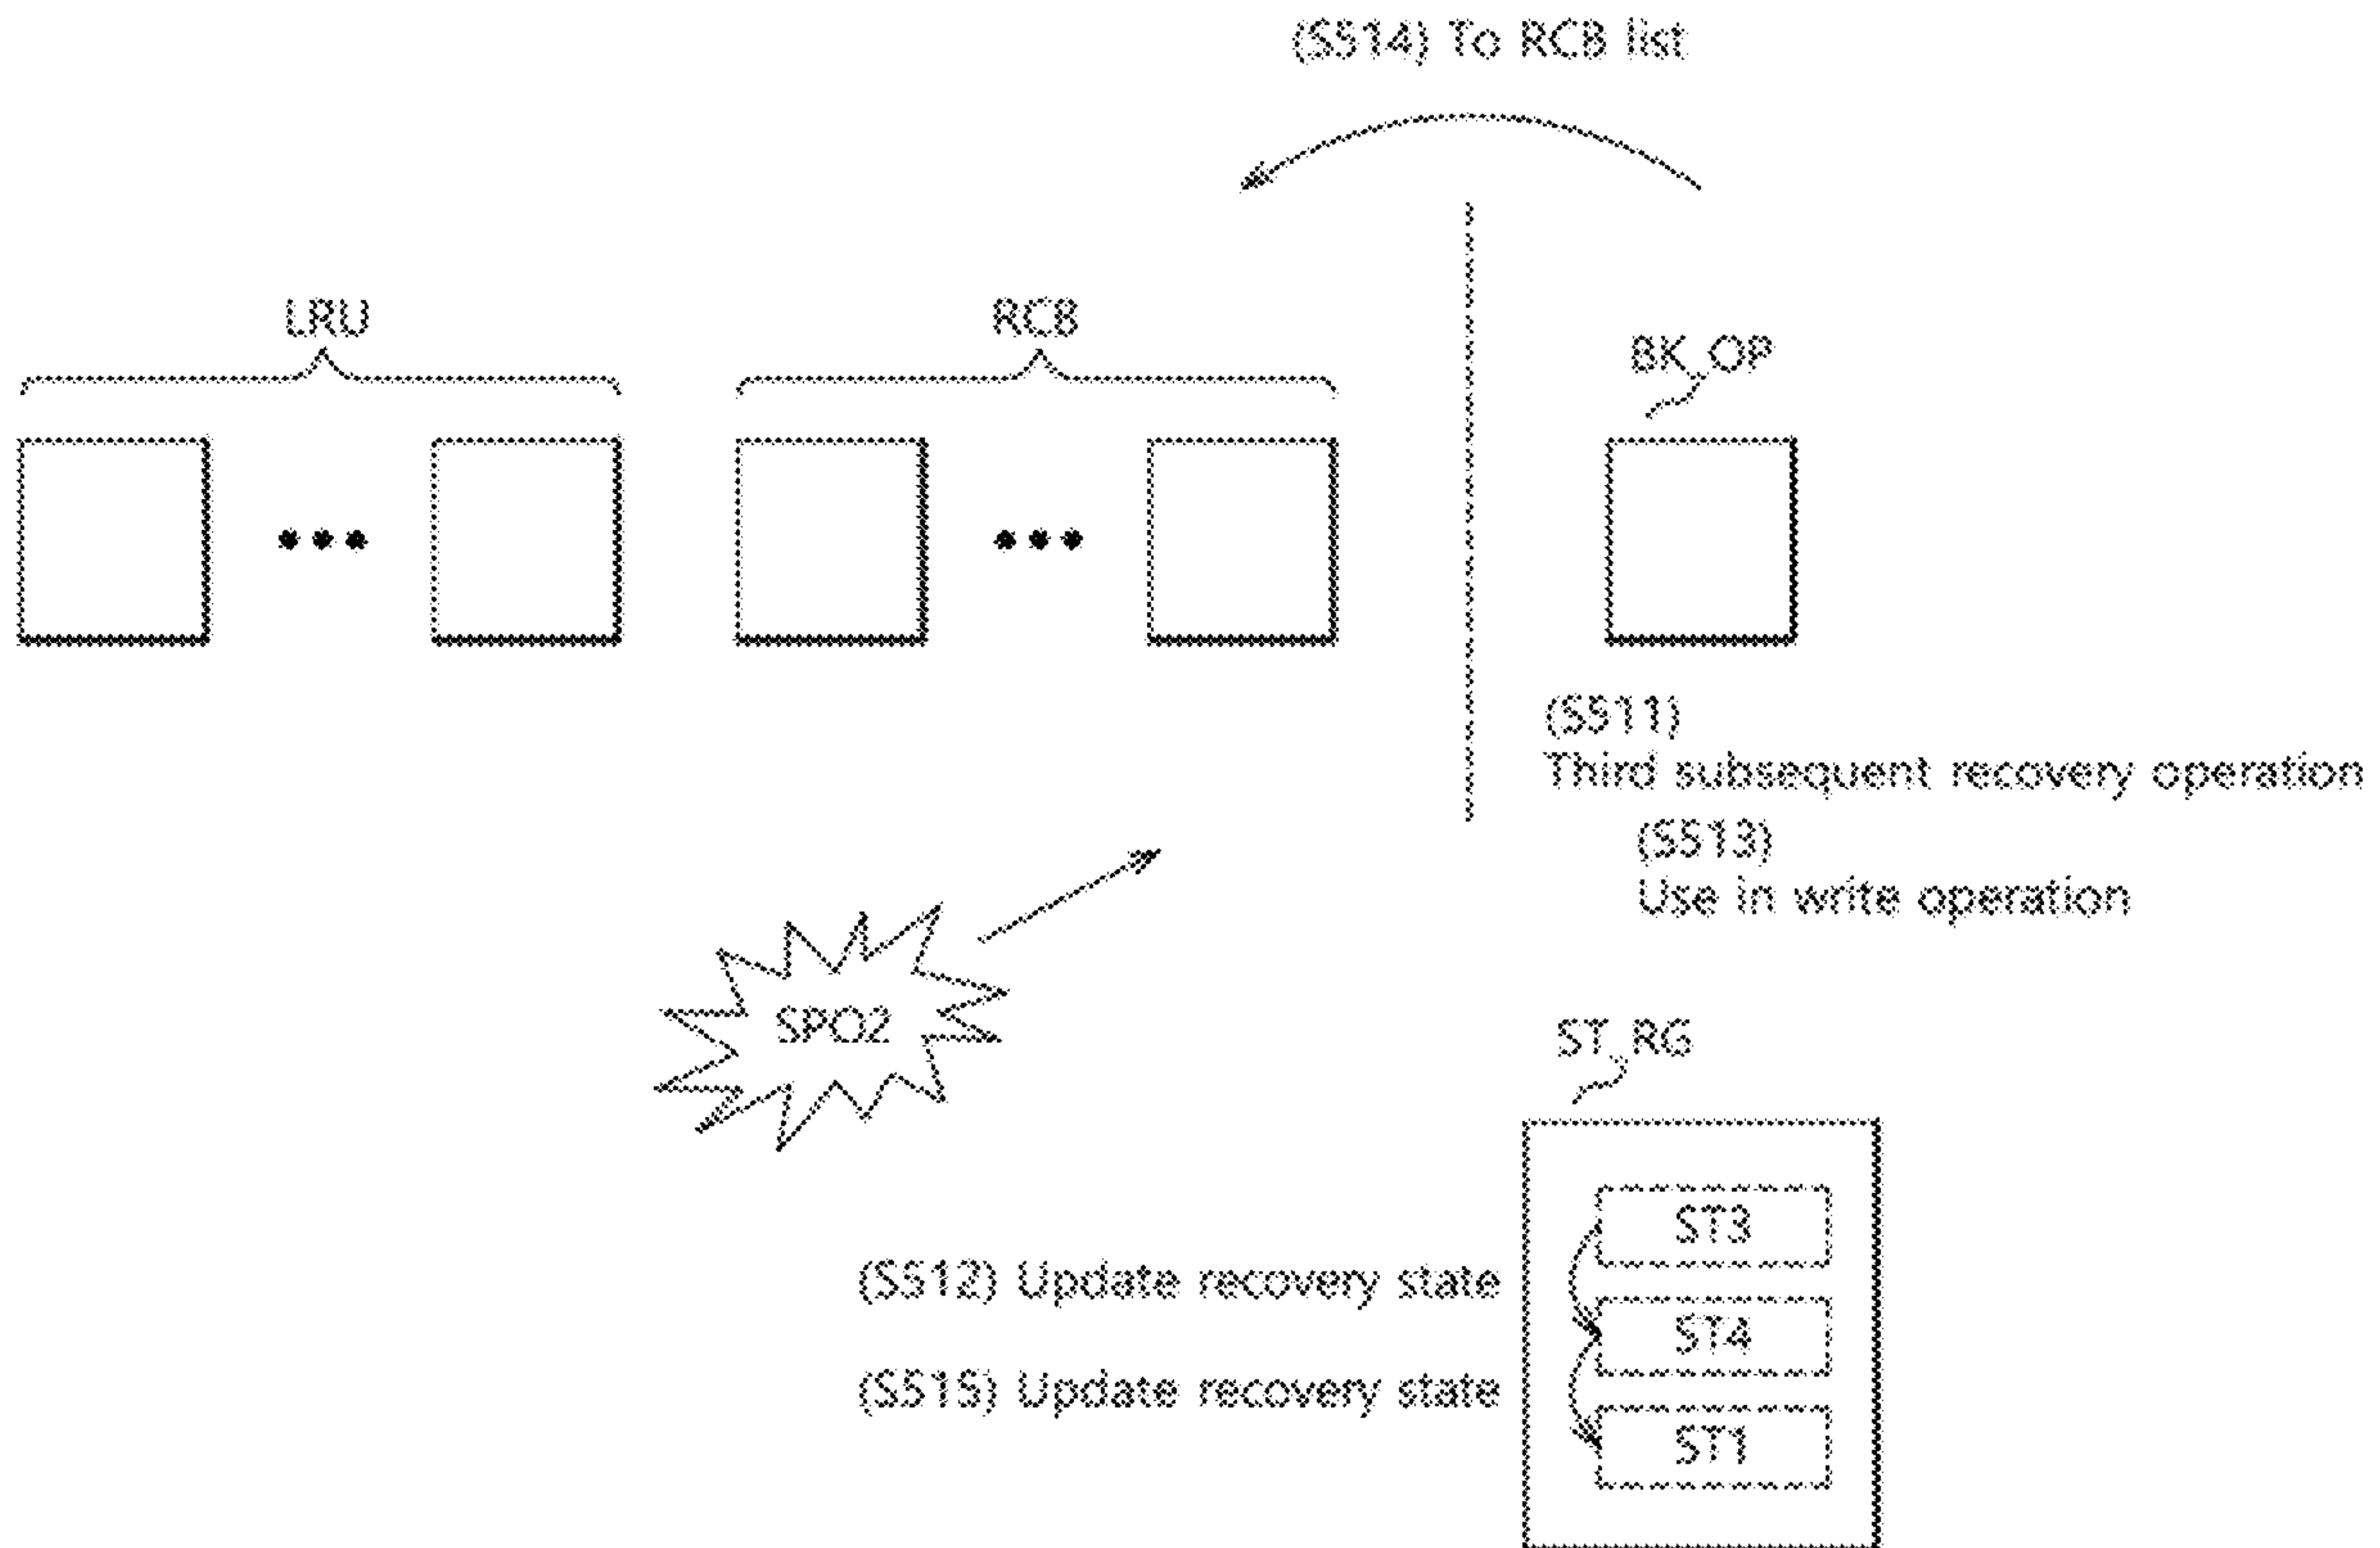 (S514) To RCB list
LRU
RCB
BK_OP
(S511)
Third subsequent recovery operation
(S513)
Use in write operation
SPO2
ST_RG
ST3
(S512) Update recovery state
ST4
(S515) Update recovery state
ST1